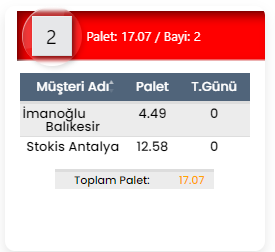 2
Palet: 17.07 / Bayi: 2
Müşteri Adı Palet T.Günü
İmanoğlu Balıkesir 4.49 0
Stokis Antalya 12.58 0
Toplam Palet: 17.07